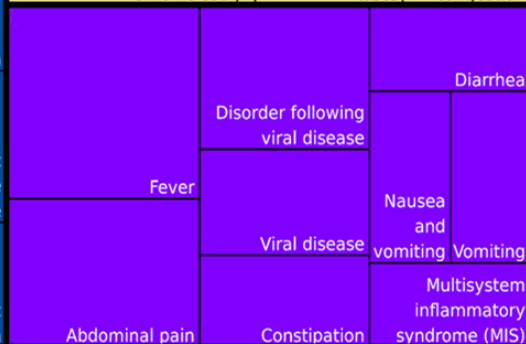 Diarrhea
Disorder following
viral disease
Fever
Nausea
and
vomiting
Vomiting
Viral disease
Multisystem
inflammatory
syndrome (MIS)
Abdominal pain
Constipation